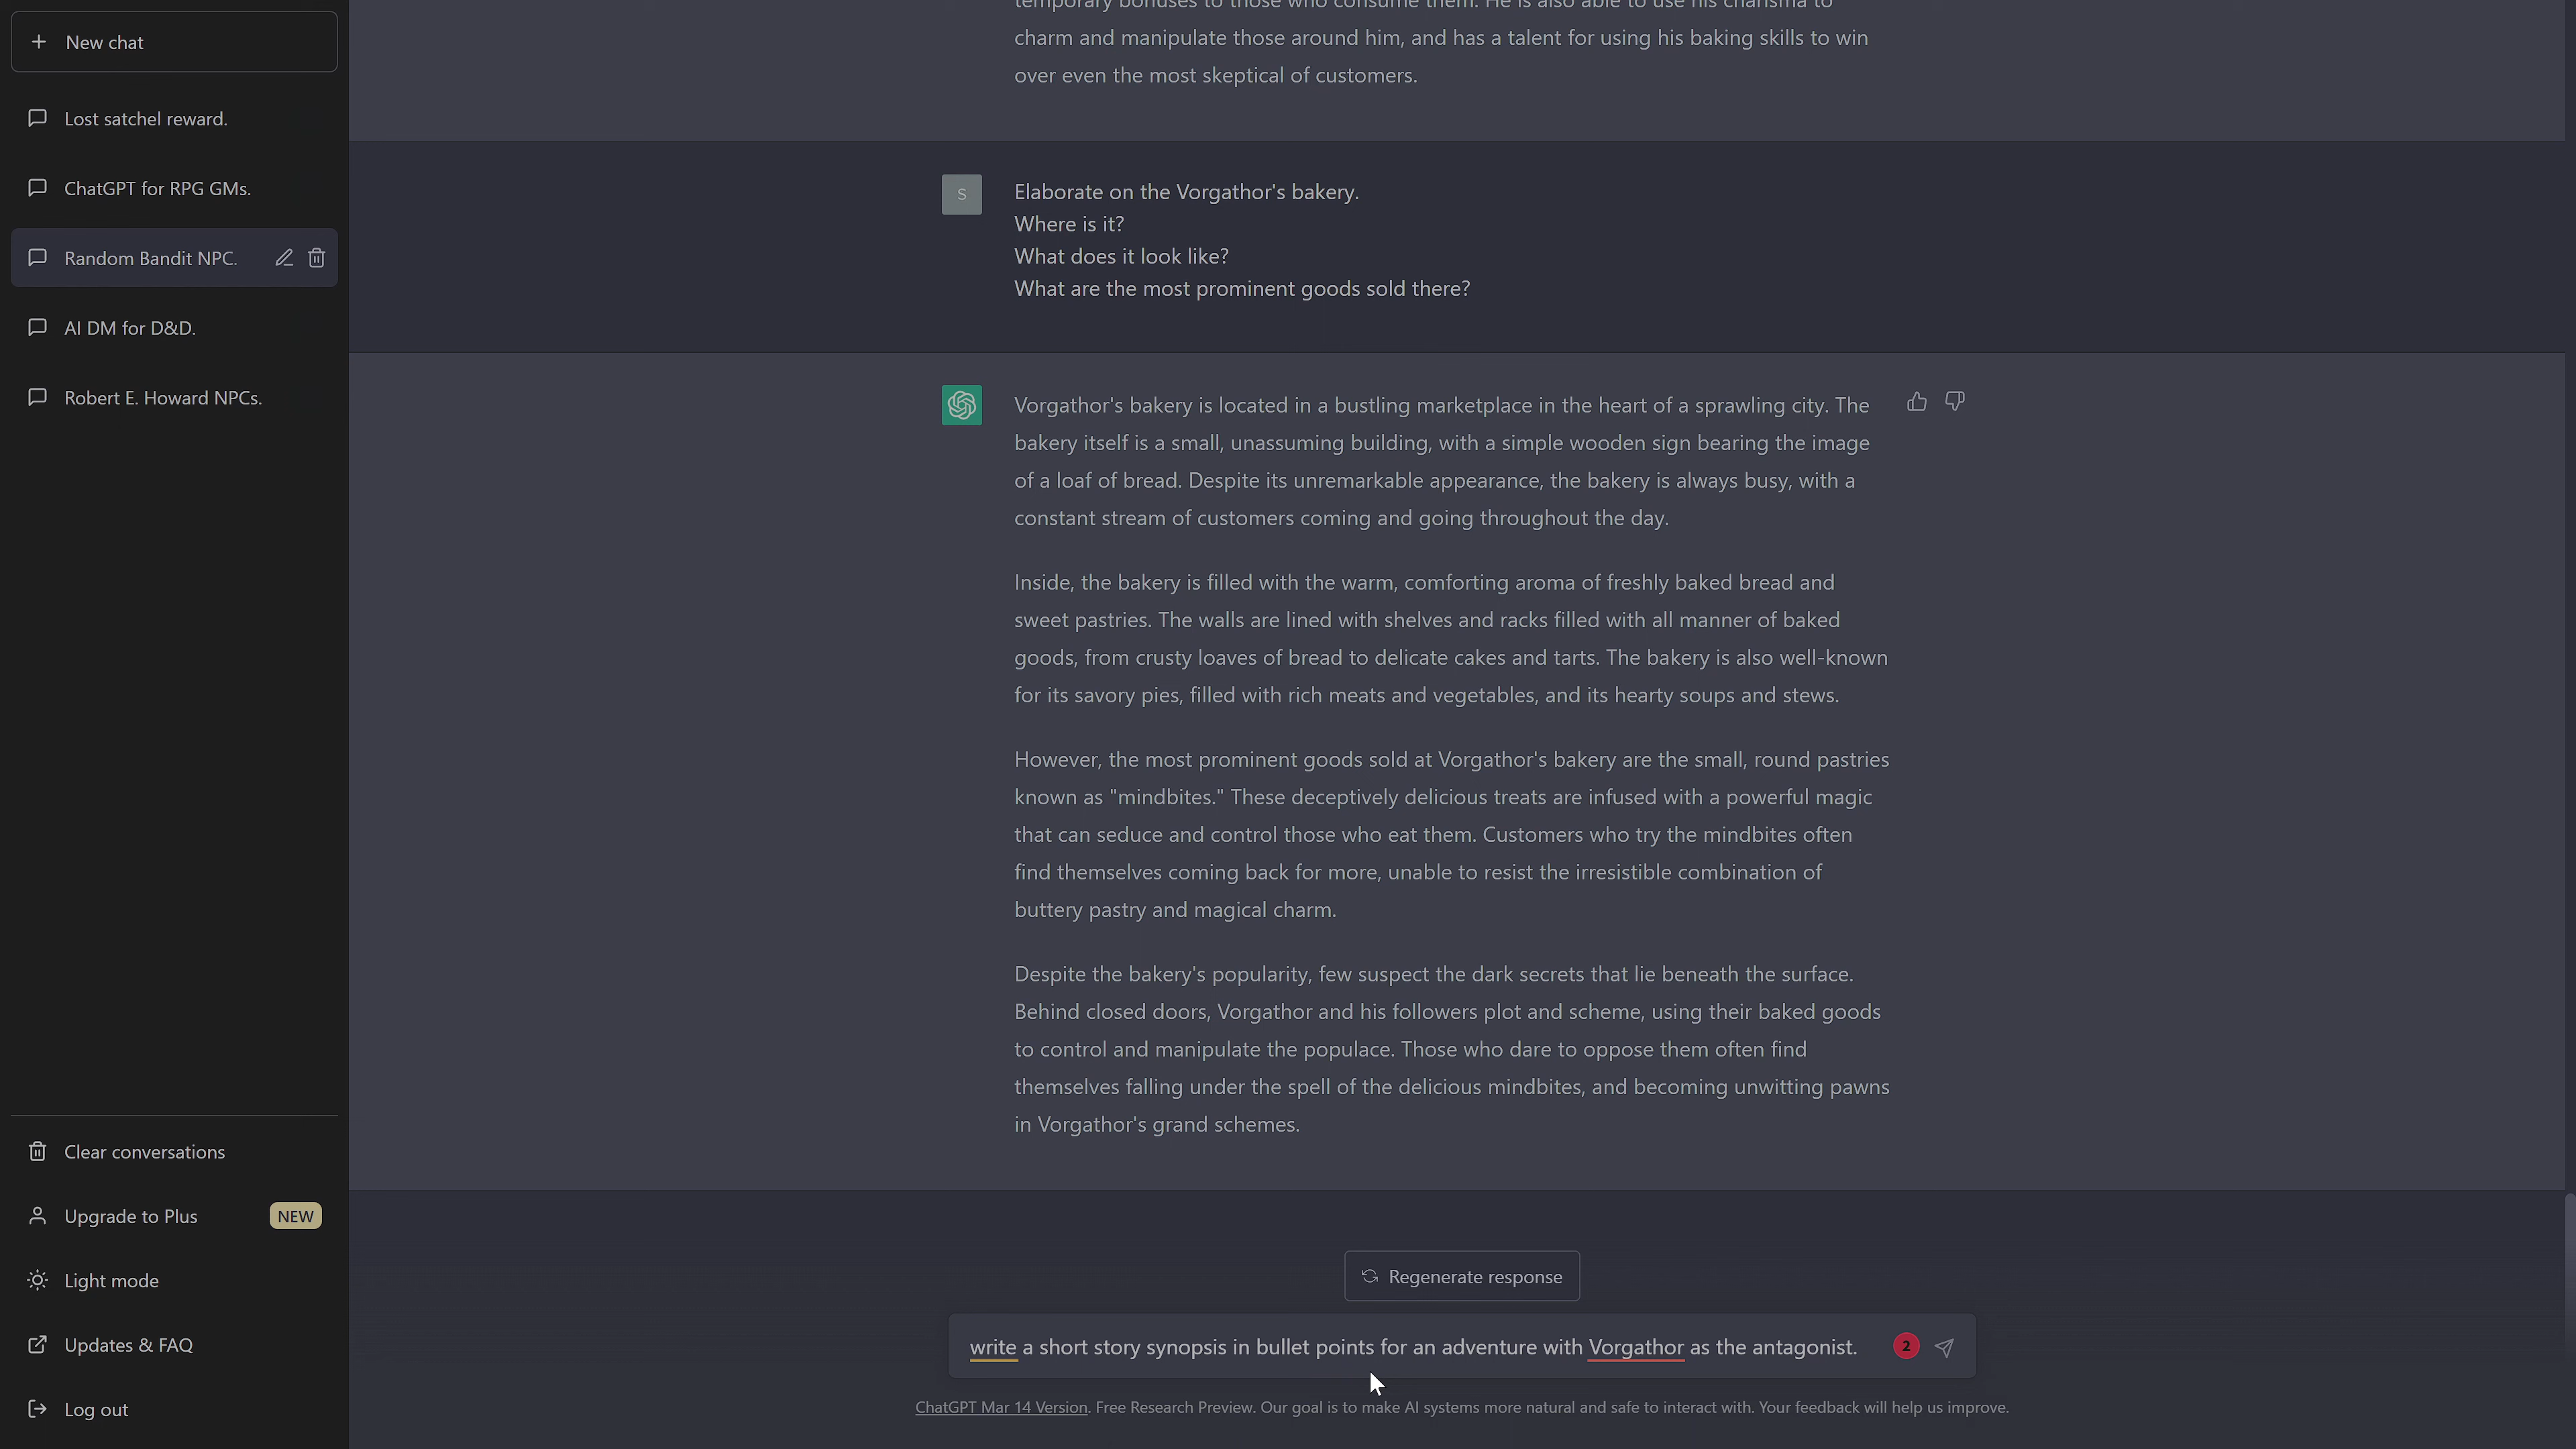 New chat
Lost satchel reward.
ChatGPT for RPG GMs.
Random Bandit NPC.
AI DM for D&D.
Robert E. Howard NPCs.
Clear conversations
Upgrade to Plus NEW
Light mode
Updates & FAQ
Log out
temporary bonuses to those who consume them. He is also able to use his charisma to
charm and manipulate those around him, and has a talent for using his baking skills to win
over even the most skeptical of customers.
S
Elaborate on the Vorgathor's bakery.
Where is it?
What does it look like?
What are the most prominent goods sold there?
Vorgathor's bakery is located in a bustling marketplace in the heart of a sprawling city. The
bakery itself is a small, unassuming building, with a simple wooden sign bearing the image
of a loaf of bread. Despite its unremarkable appearance, the bakery is always busy, with a
constant stream of customers coming and going throughout the day.
Inside, the bakery is filled with the warm, comforting aroma of freshly baked bread and
sweet pastries. The walls are lined with shelves and racks filled with all manner of baked
goods, from crusty loaves of bread to delicate cakes and tarts. The bakery is also well-known
for its savory pies, filled with rich meats and vegetables, and its hearty soups and stews.
However, the most prominent goods sold at Vorgathor's bakery are the small, round pastries
known as "mindbites." These deceptively delicious treats are infused with a powerful magic
that can seduce and control those who eat them. Customers who try the mindbites often
find themselves coming back for more, unable to resist the irresistible combination of
buttery pastry and magical charm.
Despite the bakery's popularity, few suspect the dark secrets that lie beneath the surface.
Behind closed doors, Vorgathor and his followers plot and scheme, using their baked goods
to control and manipulate the populace. Those who dare to oppose them often find
themselves falling under the spell of the delicious mindbites, and becoming unwitting pawns
in Vorgathor's grand schemes.
Regenerate response
write a short story synopsis in bullet points for an adventure with Vorgathor as the antagonist. 2
ChatGPT Mar 14 Version. Free Research Preview. Our goal is to make AI systems more natural and safe to interact with. Your feedback will help us improve.